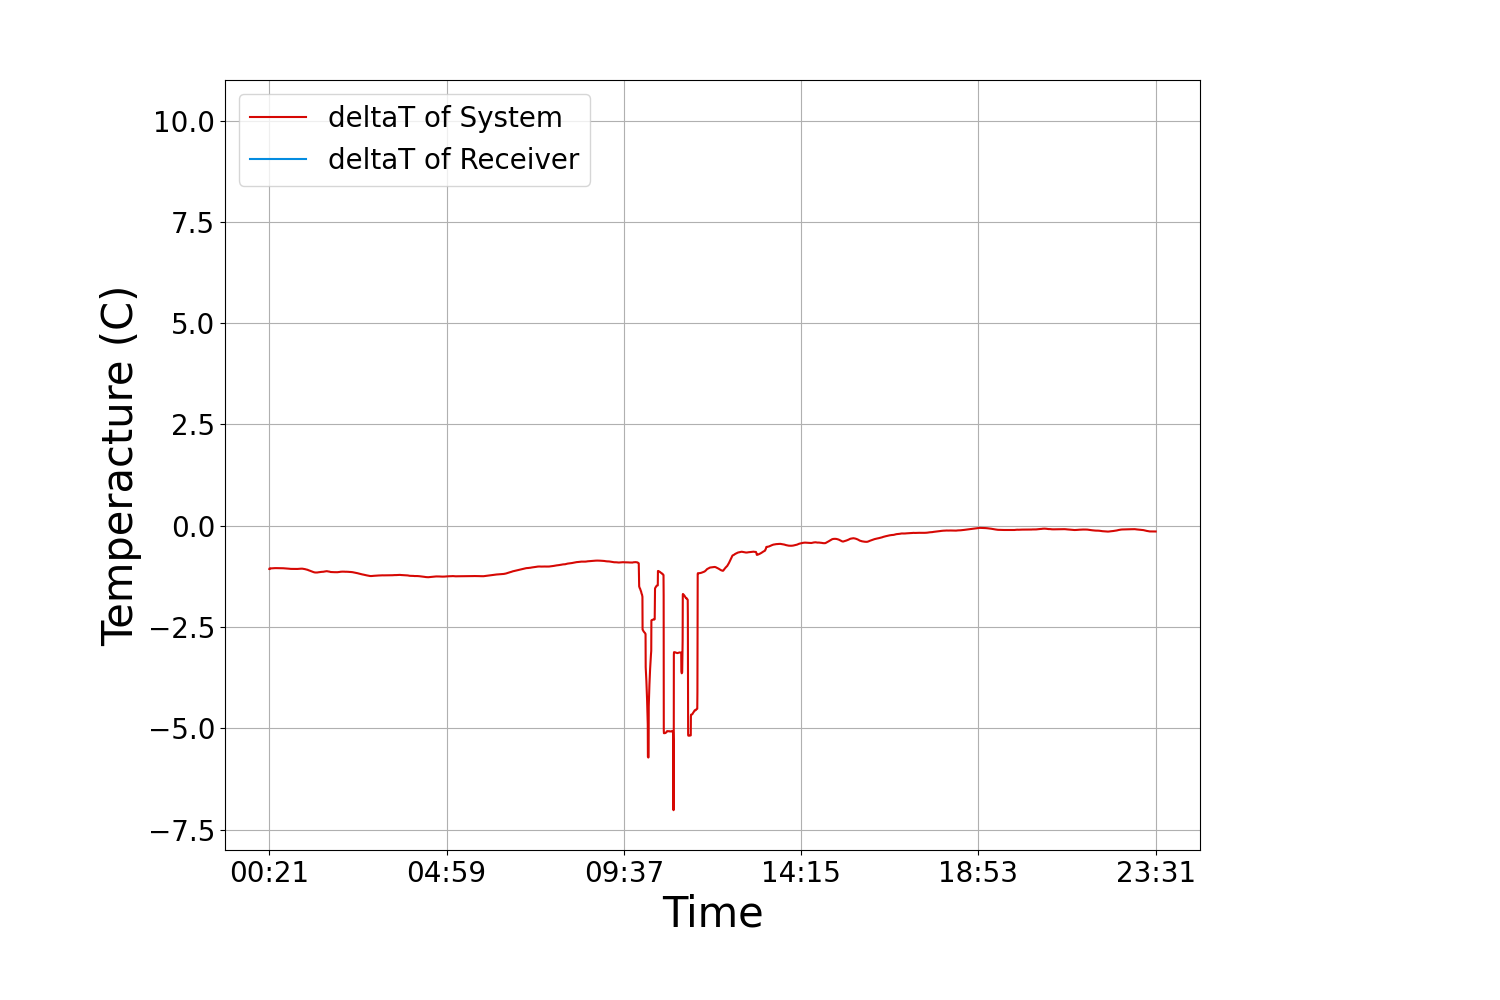 deltaT of System
deltaT of Receiver
10.0
7.5
5.0
2.5
0.0
−2.5
−5.0
−7.5
Temperacture (C)
00:21 04:59 09:37 14:15 18:53 23:31
Time